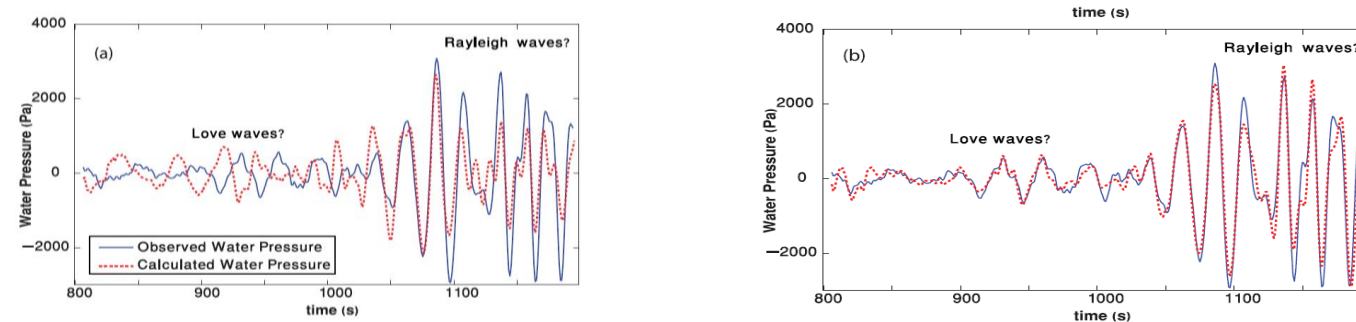 4000
(a)
Rayleigh waves?
2000
Love waves?
0
−2000
Water Pressure (Pa)
Observed Water Pressure
Calculated Water Pressure
800
900
1000
1100
time (s)
time (s)
4000
(b)
Rayleigh waves?
2000
Love waves?
0
−2000
Water Pressure (Pa)
800
900
1000
1100
time (s)